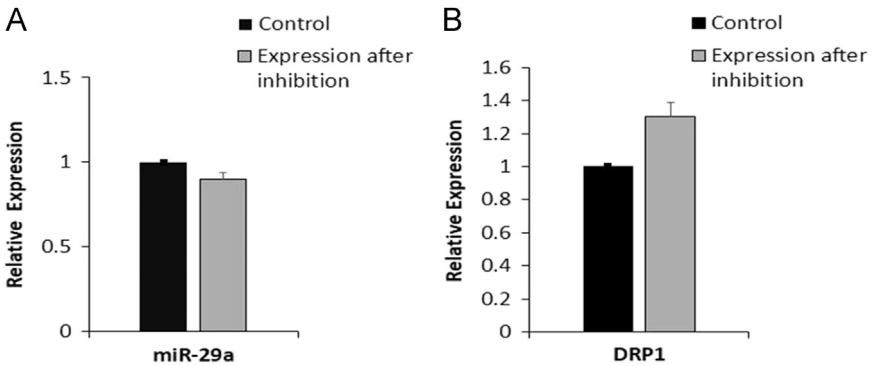 A
Control
Expression after
inhibition
Relative Expression
1.5
1
0.5
0
miR-29a
B
Control
Expression after
inhibition
Relative Expression
1.6
1.4
1.2
1
0.8
0.6
0.4
0.2
0
DRP1